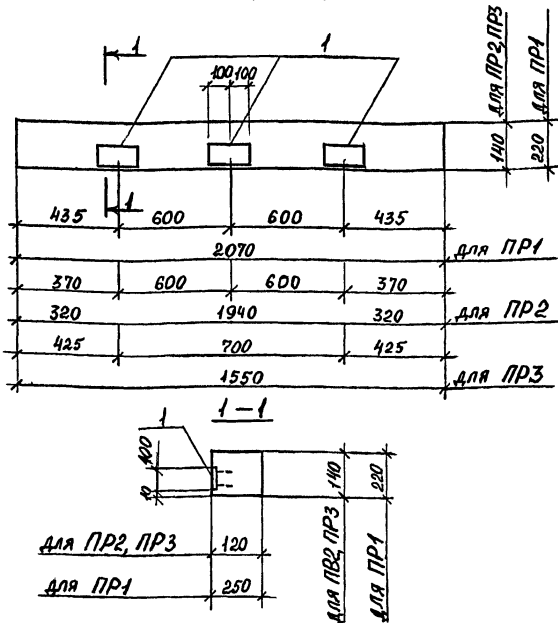 1
1
100 100
для ПР2, ПР3
для ПР1
140
220
1
435 600 600 435
2070 для ПР1
370 600 600 370
320 1940 320 для ПР2
425 700 425
1550 для ПР3
1-1
1
100
10
140
220
для ПР2, ПР3 120
для ПР1 250
для ПВ2, ПР3
для ПР1